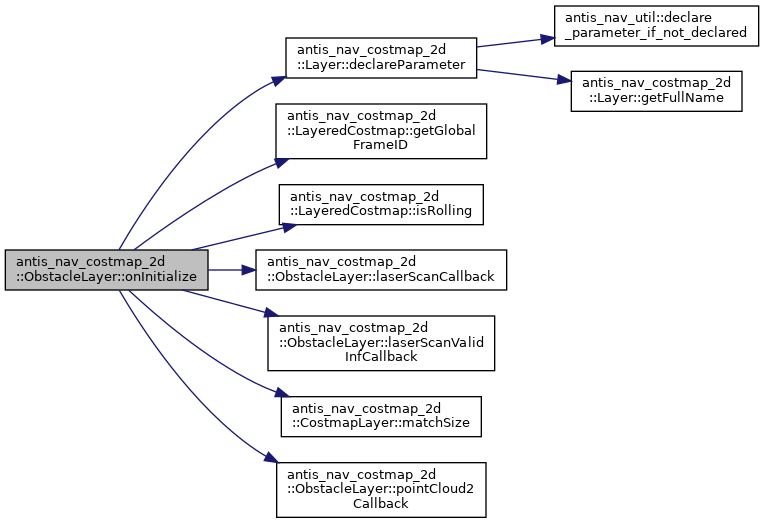 antis_nav_util::declare
_parameter_if_not_declared
antis_nav_costmap_2d
::Layer::declareParameter
antis_nav_costmap_2d
::Layer::getFullName
antis_nav_costmap_2d
::LayeredCostmap::getGlobal
FrameID
antis_nav_costmap_2d
::LayeredCostmap::isRolling
antis_nav_costmap_2d
::ObstacleLayer::onInitialize
antis_nav_costmap_2d
::ObstacleLayer::laserScanCallback
antis_nav_costmap_2d
::ObstacleLayer::laserScanValid
InfCallback
antis_nav_costmap_2d
::CostmapLayer::matchSize
antis_nav_costmap_2d
::ObstacleLayer::pointCloud2
Callback